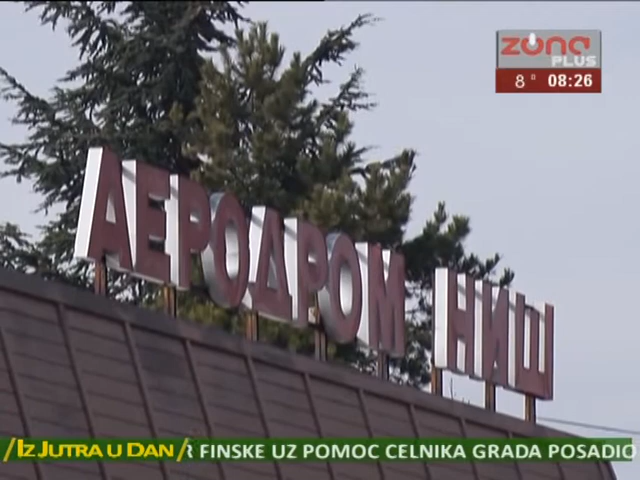 zona
PLUS
8° 08:26
АЕРОДРОМ НИШ
IZ JUTRA U DAN
R FINSKE UZ POMOC CELNIKA GRADA POSADIO